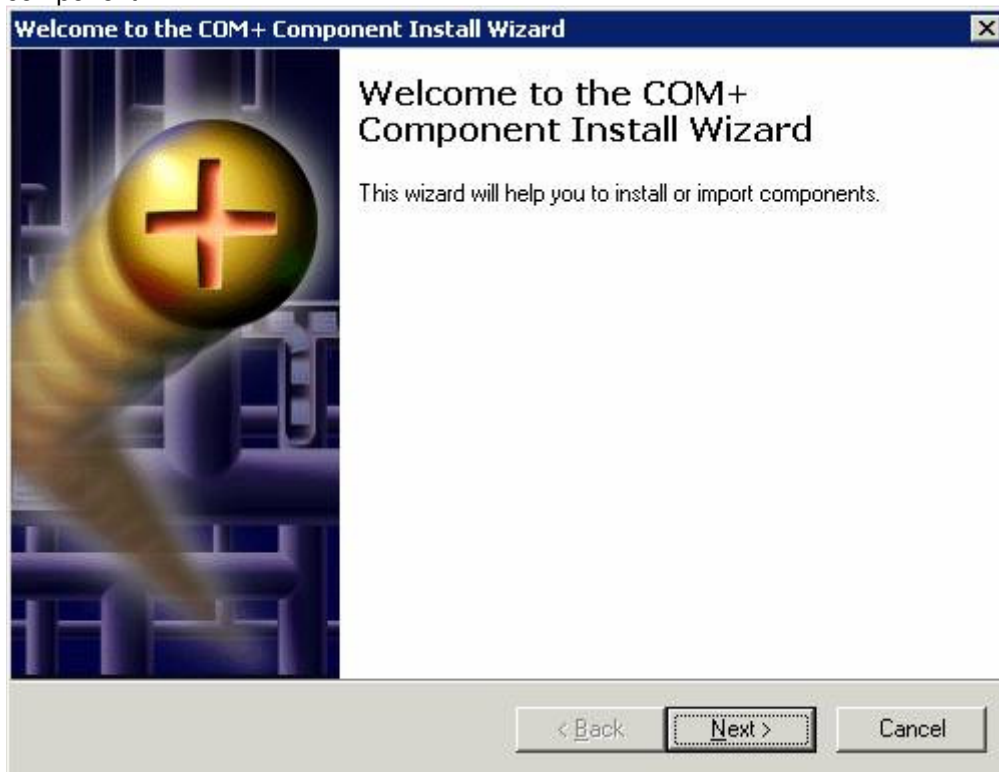 Welcome to the COM+ Component Install Wizard
Welcome to the COM+
Component Install Wizard
This wizard will help you to install or import components.
< Back
Next >
Cancel